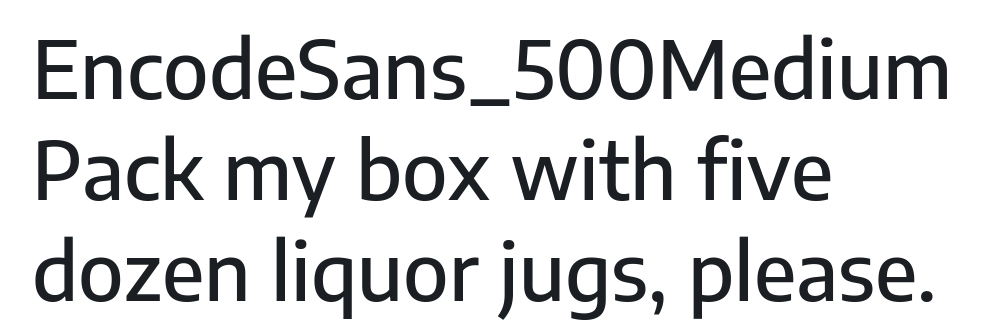 EncodeSans_500Medium
Pack my box with five
dozen liquor jugs, please.